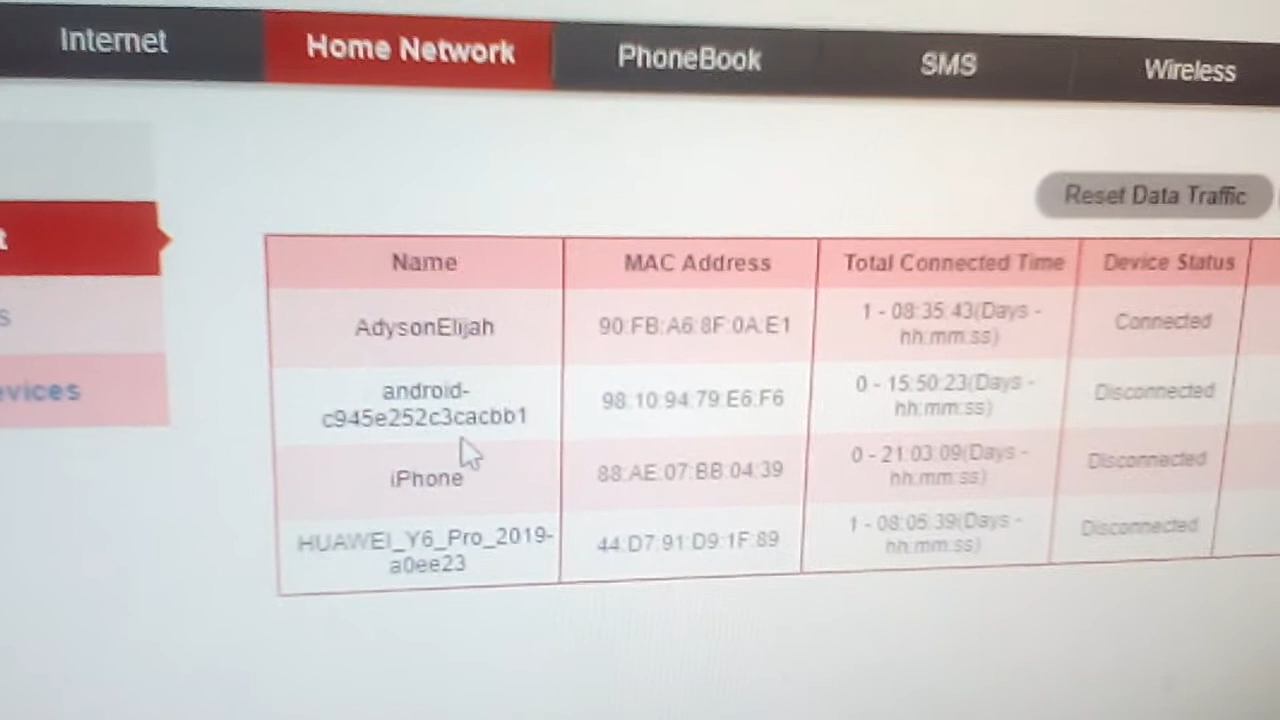 Internet
Home Network
PhoneBook
SMS
Wireless
Reset Data Traffic
evices
Name
MAC Address
Total Connected Time
Device Status
AdysonElijah
90:FB:A6:8F:0A:E1
1 - 08:35:43(Days -
hh:mm:ss)
Connected
android-
c945e252c3cacbb1
98:10:94:79:E6:F6
0 - 15:50:23(Days -
hh:mm:ss)
Disconnected
iPhone
88:AE:07:BB:04:39
0 - 21:03:09(Days -
hh:mm:ss)
Disconnected
HUAWEI_Y6_Pro_2019-
a0ee23
44:D7:91:D9:1F:89
1 - 08:05:39(Days -
hh:mm:ss)
Disconnected